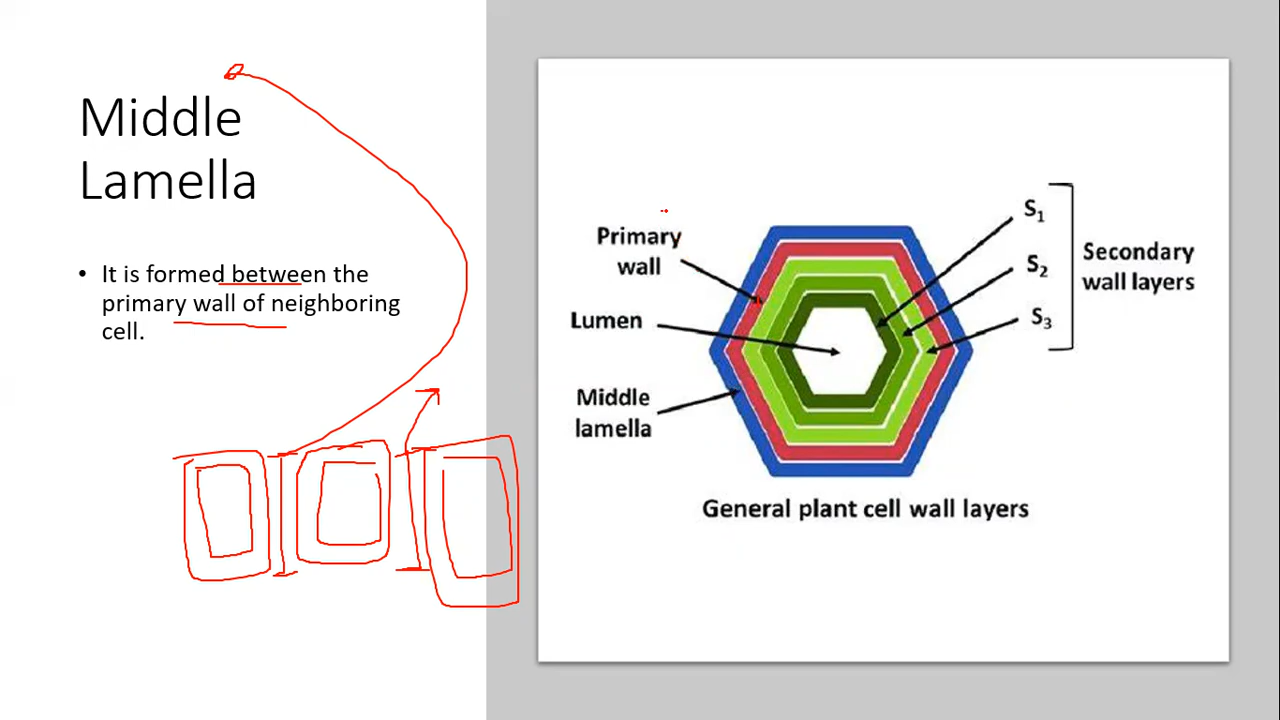 Middle
Lamella
• It is formed between the
primary wall of neighboring
cell.
Primary
wall
Lumen
Middle
lamella
S₁
S₂
S₃
Secondary
wall layers
General plant cell wall layers